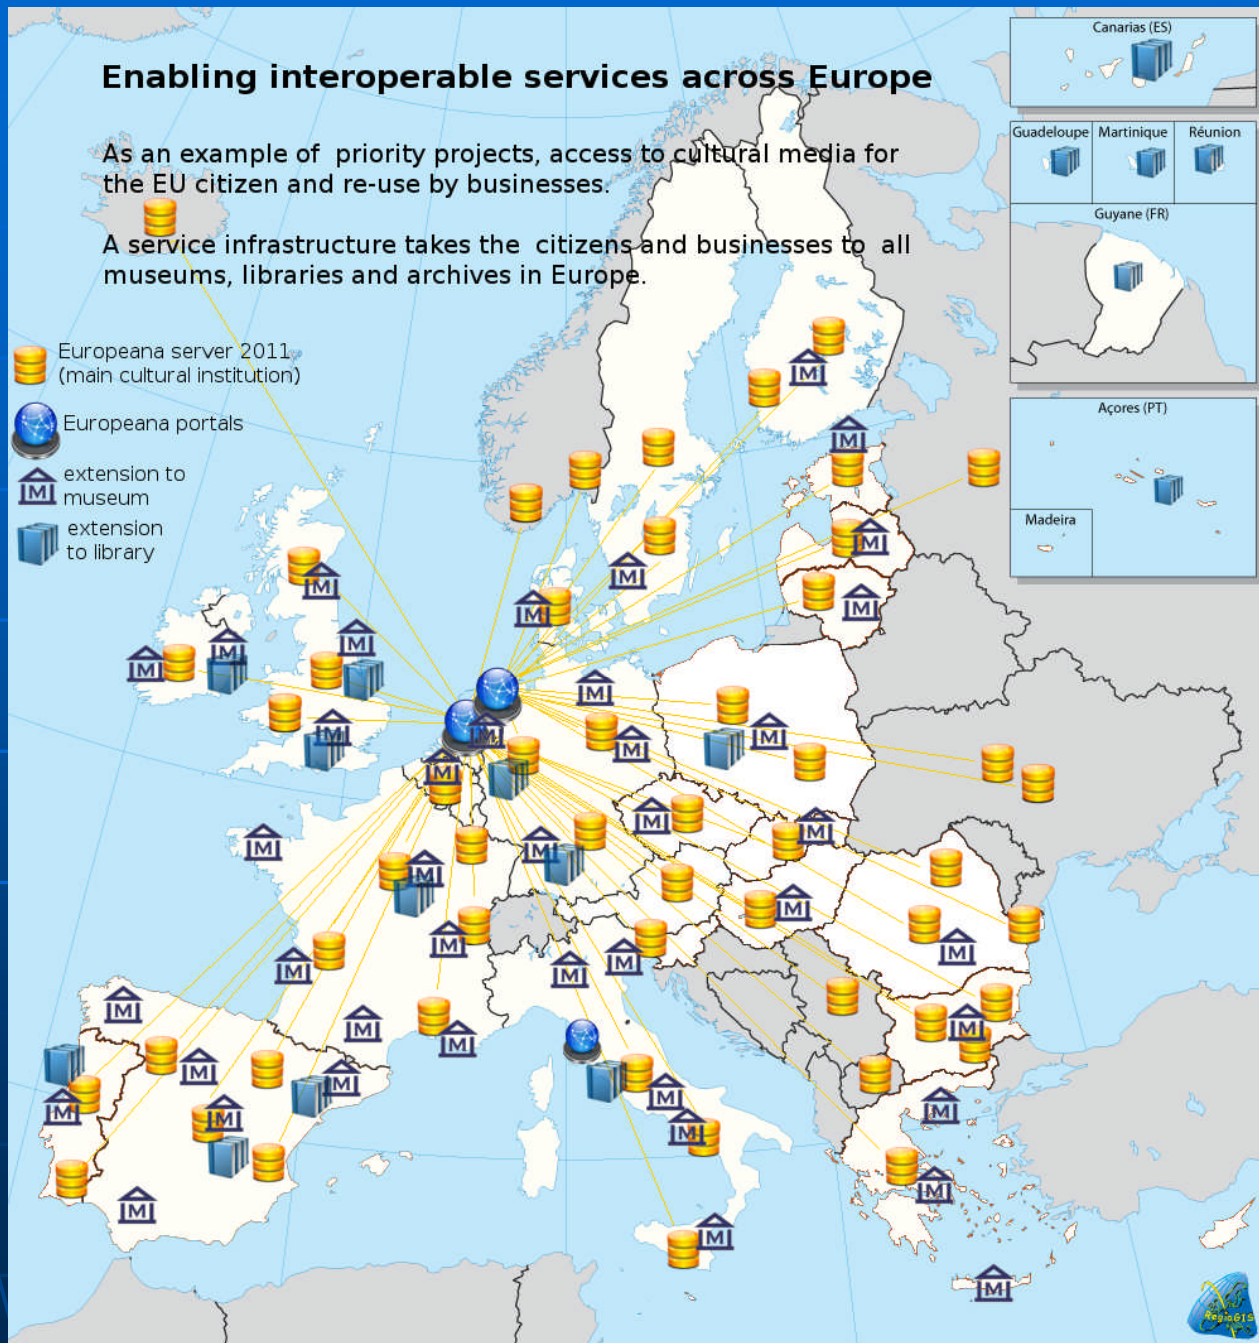 Enabling interoperable services across Europe
As an example of priority projects, access to cultural media for
the EU citizen and re-use by businesses.
A service infrastructure takes the citizens and businesses to all
museums, libraries and archives in Europe.
Europeana server 2011
(main cultural institution)
Europeana portals
extension to
museum
extension
to library
Canarias (ES)
Guadeloupe
Martinique
Réunion
Guyane (FR)
Açores (PT)
Madeira
RegioGIS